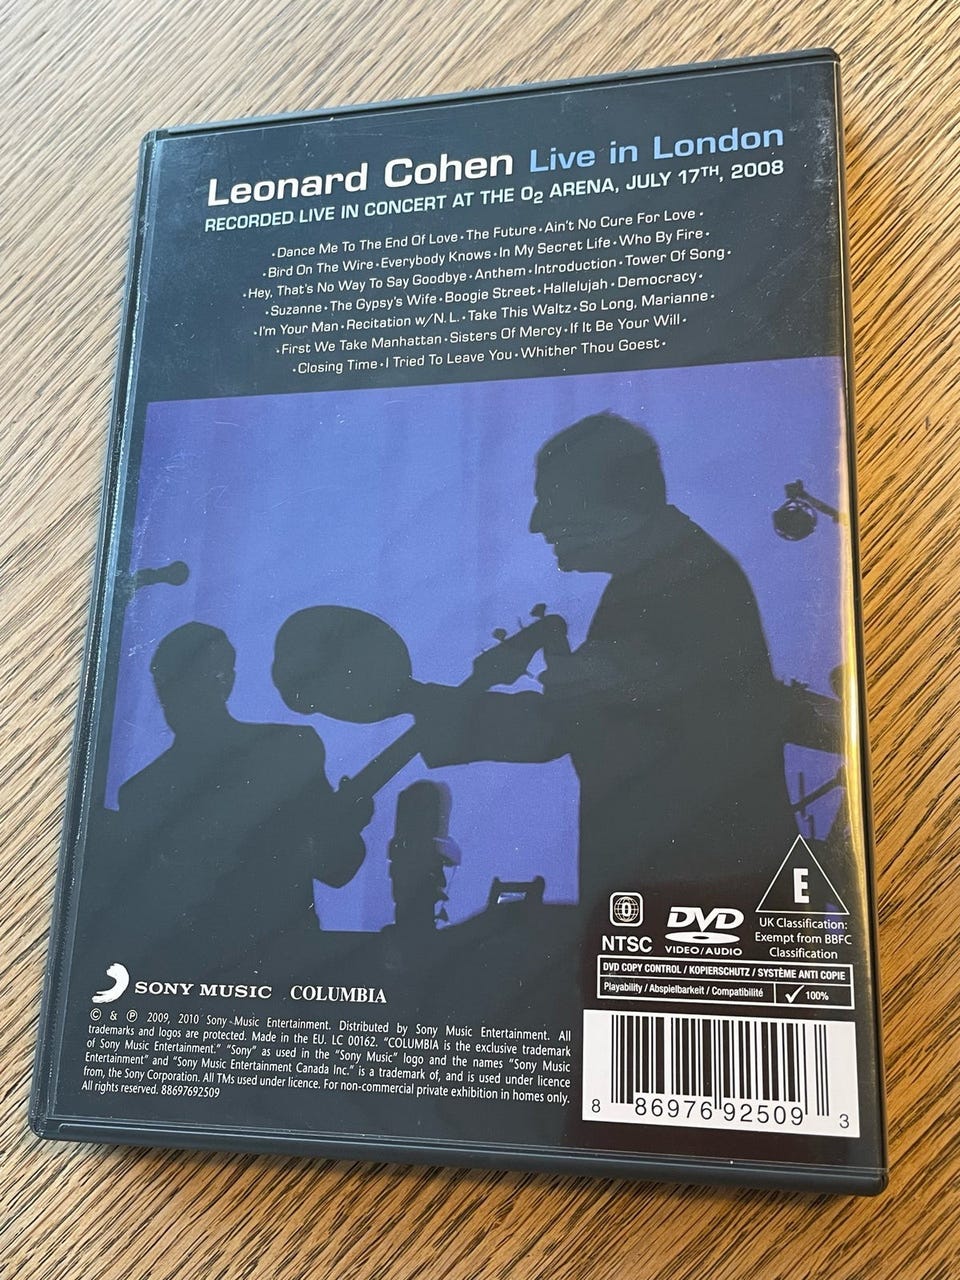 Leonard Cohen Live in London
RECORDED LIVE IN CONCERT AT THE O2 ARENA, JULY 17TH, 2008
• Dance Me To The End Of Love • The Future • Ain't No Cure For Love •
• Bird On The Wire • Everybody Knows • In My Secret Life • Who By Fire •
• Hey, That's No Way To Say Goodbye • Anthem • Introduction • Tower Of Song •
• Suzanne • The Gypsy's Wife • Boogie Street • Hallelujah • Democracy •
• I'm Your Man • Recitation w/N.L. • Take This Waltz • So Long, Marianne •
• First We Take Manhattan • Sisters Of Mercy • If It Be Your Will •
• Closing Time • I Tried To Leave You • Whither Thou Goest •
E
UK Classification:
Exempt from BBFC
Classification
0
NTSC
DVD
VIDEO/AUDIO
DVD COPY CONTROL / KOPIERSCHUTZ / SYSTÈME ANTI COPIE
Playability / Abspielbarkeit / Compatibilité ✓ 100%
SONY MUSIC COLUMBIA
© & ℗ 2009, 2010 Sony Music Entertainment. Distributed by Sony Music Entertainment. All
trademarks and logos are protected. Made in the EU. LC 00162. "COLUMBIA is the exclusive trademark
of Sony Music Entertainment." "Sony" as used in the "Sony Music" logo and the names "Sony Music
Entertainment" and "Sony Music Entertainment Canada Inc." is a trademark of, and is used under licence
from, the Sony Corporation. All TMs used under licence. For non-commercial private exhibition in homes only.
All rights reserved. 88697692509
8 86976 92509 3